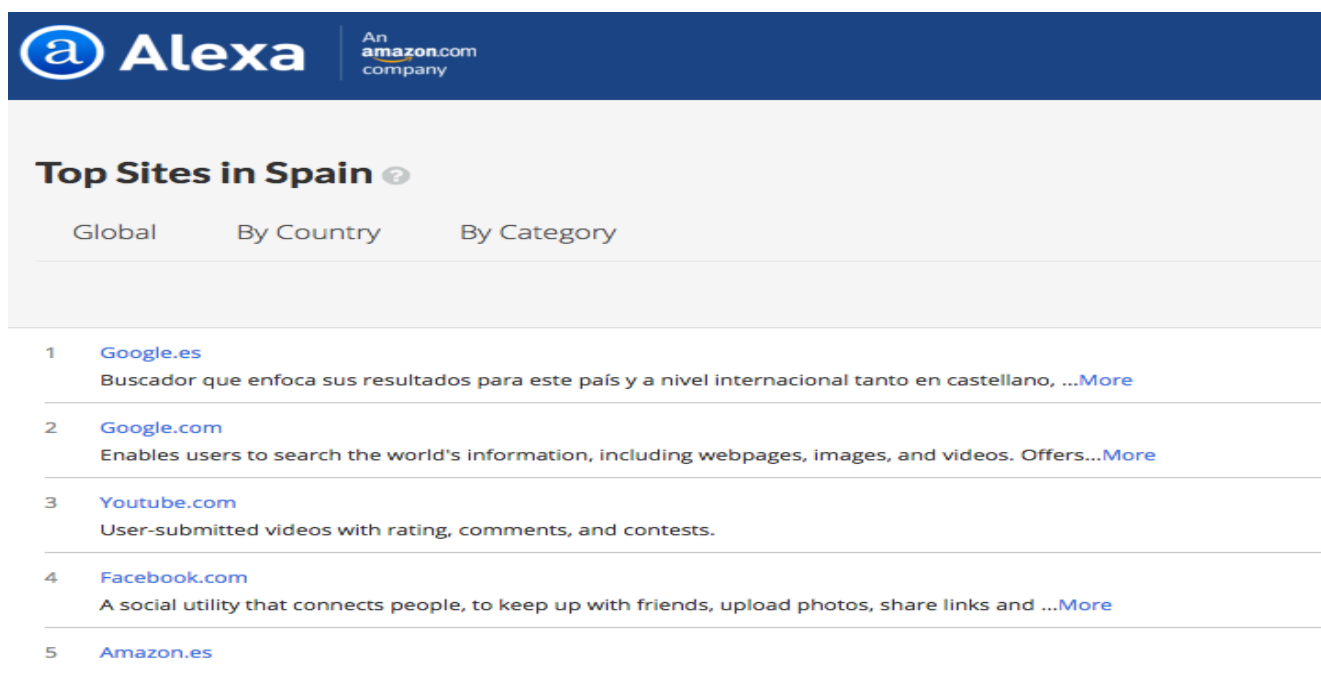 a Alexa
An
amazon.com
company
Top Sites in Spain ?
Global By Country By Category
1 Google.es
Buscador que enfoca sus resultados para este país y a nivel internacional tanto en castellano, ...More
2 Google.com
Enables users to search the world's information, including webpages, images, and videos. Offers...More
3 Youtube.com
User-submitted videos with rating, comments, and contests.
4 Facebook.com
A social utility that connects people, to keep up with friends, upload photos, share links and ...More
5 Amazon.es